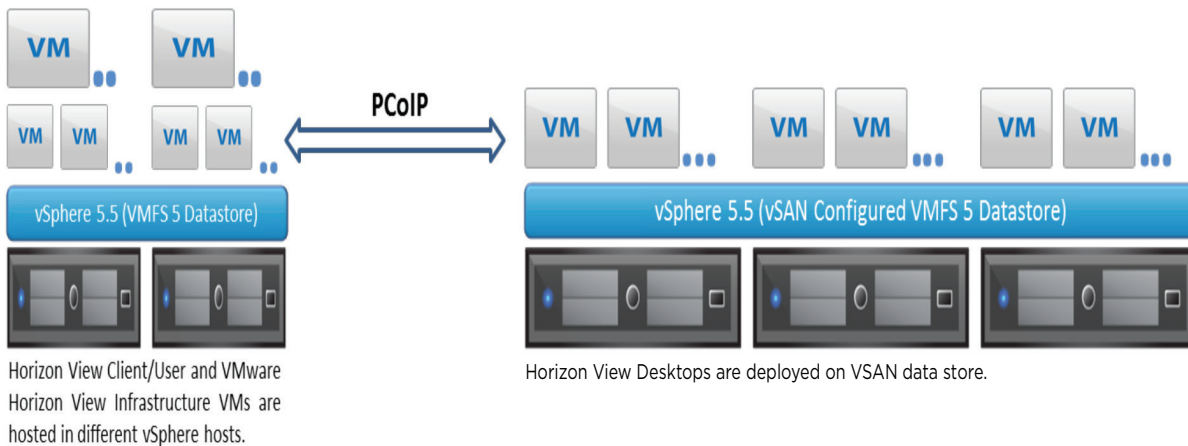 VM VM
VM VM VM VM
PCoIP
VM VM VM VM VM VM
vSphere 5.5 (VMFS 5 Datastore)
vSphere 5.5 (vSAN Configured VMFS 5 Datastore)
Horizon View Client/User and VMware
Horizon View Infrastructure VMs are
hosted in different vSphere hosts.
Horizon View Desktops are deployed on VSAN data store.